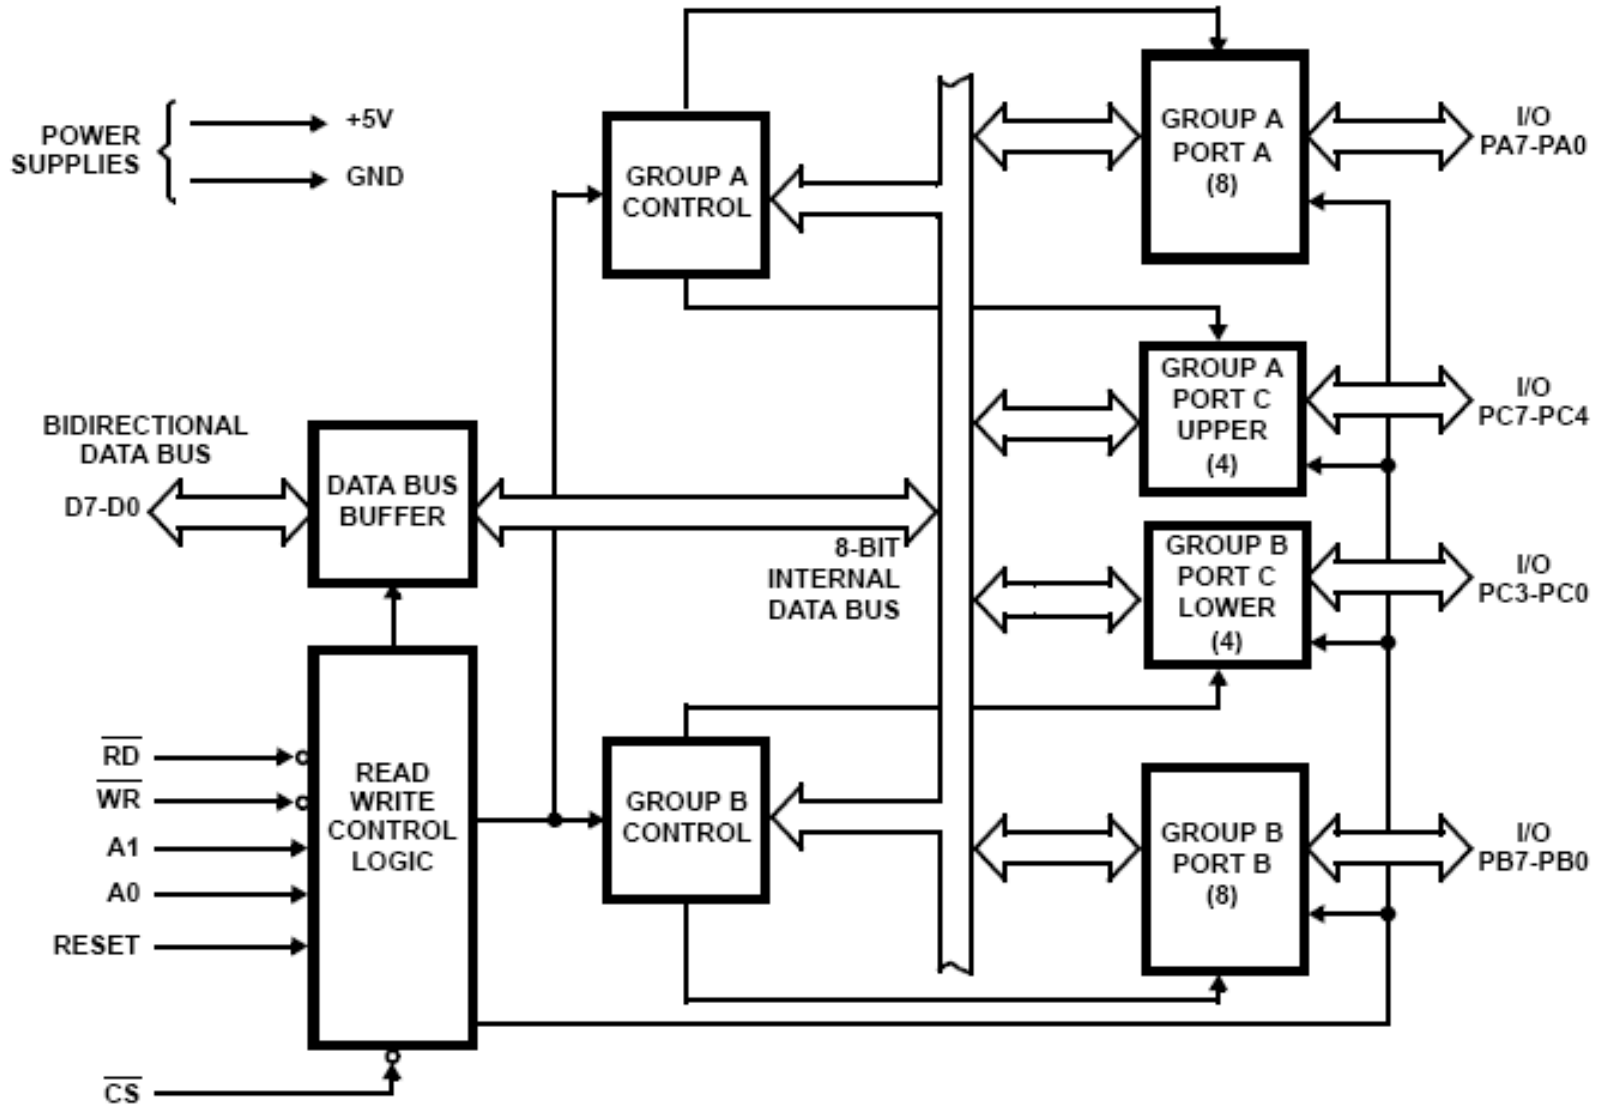 POWER
SUPPLIES
+5V
GND
GROUP A
CONTROL
GROUP A
PORT A
(8)
I/O
PA7-PA0
GROUP A
PORT C
UPPER
(4)
I/O
PC7-PC4
BIDIRECTIONAL
DATA BUS
D7-D0
DATA BUS
BUFFER
8-BIT
INTERNAL
DATA BUS
GROUP B
PORT C
LOWER
(4)
I/O
PC3-PC0
RD
WR
A1
A0
RESET
CS
READ
WRITE
CONTROL
LOGIC
GROUP B
CONTROL
GROUP B
PORT B
(8)
I/O
PB7-PB0